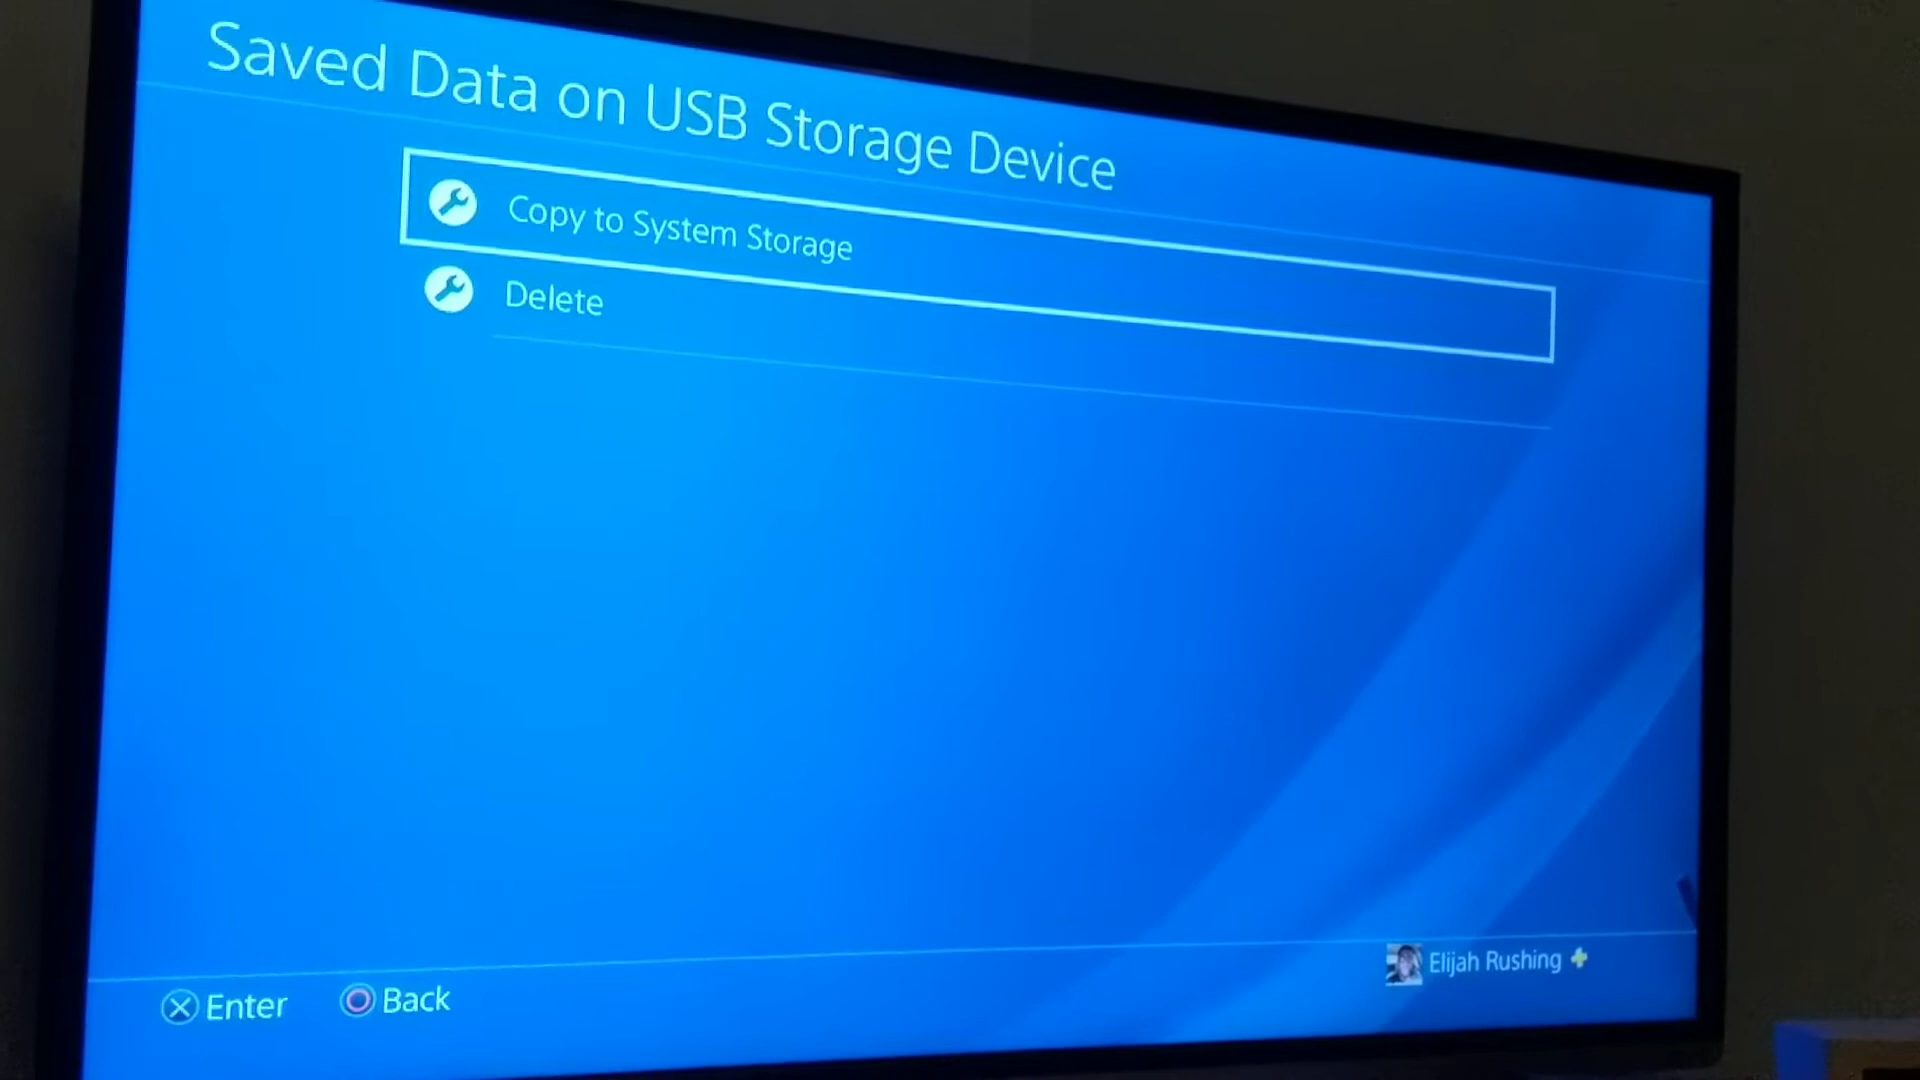 Saved Data on USB Storage Device
Copy to System Storage
Delete
Elijah Rushing
Enter
Back